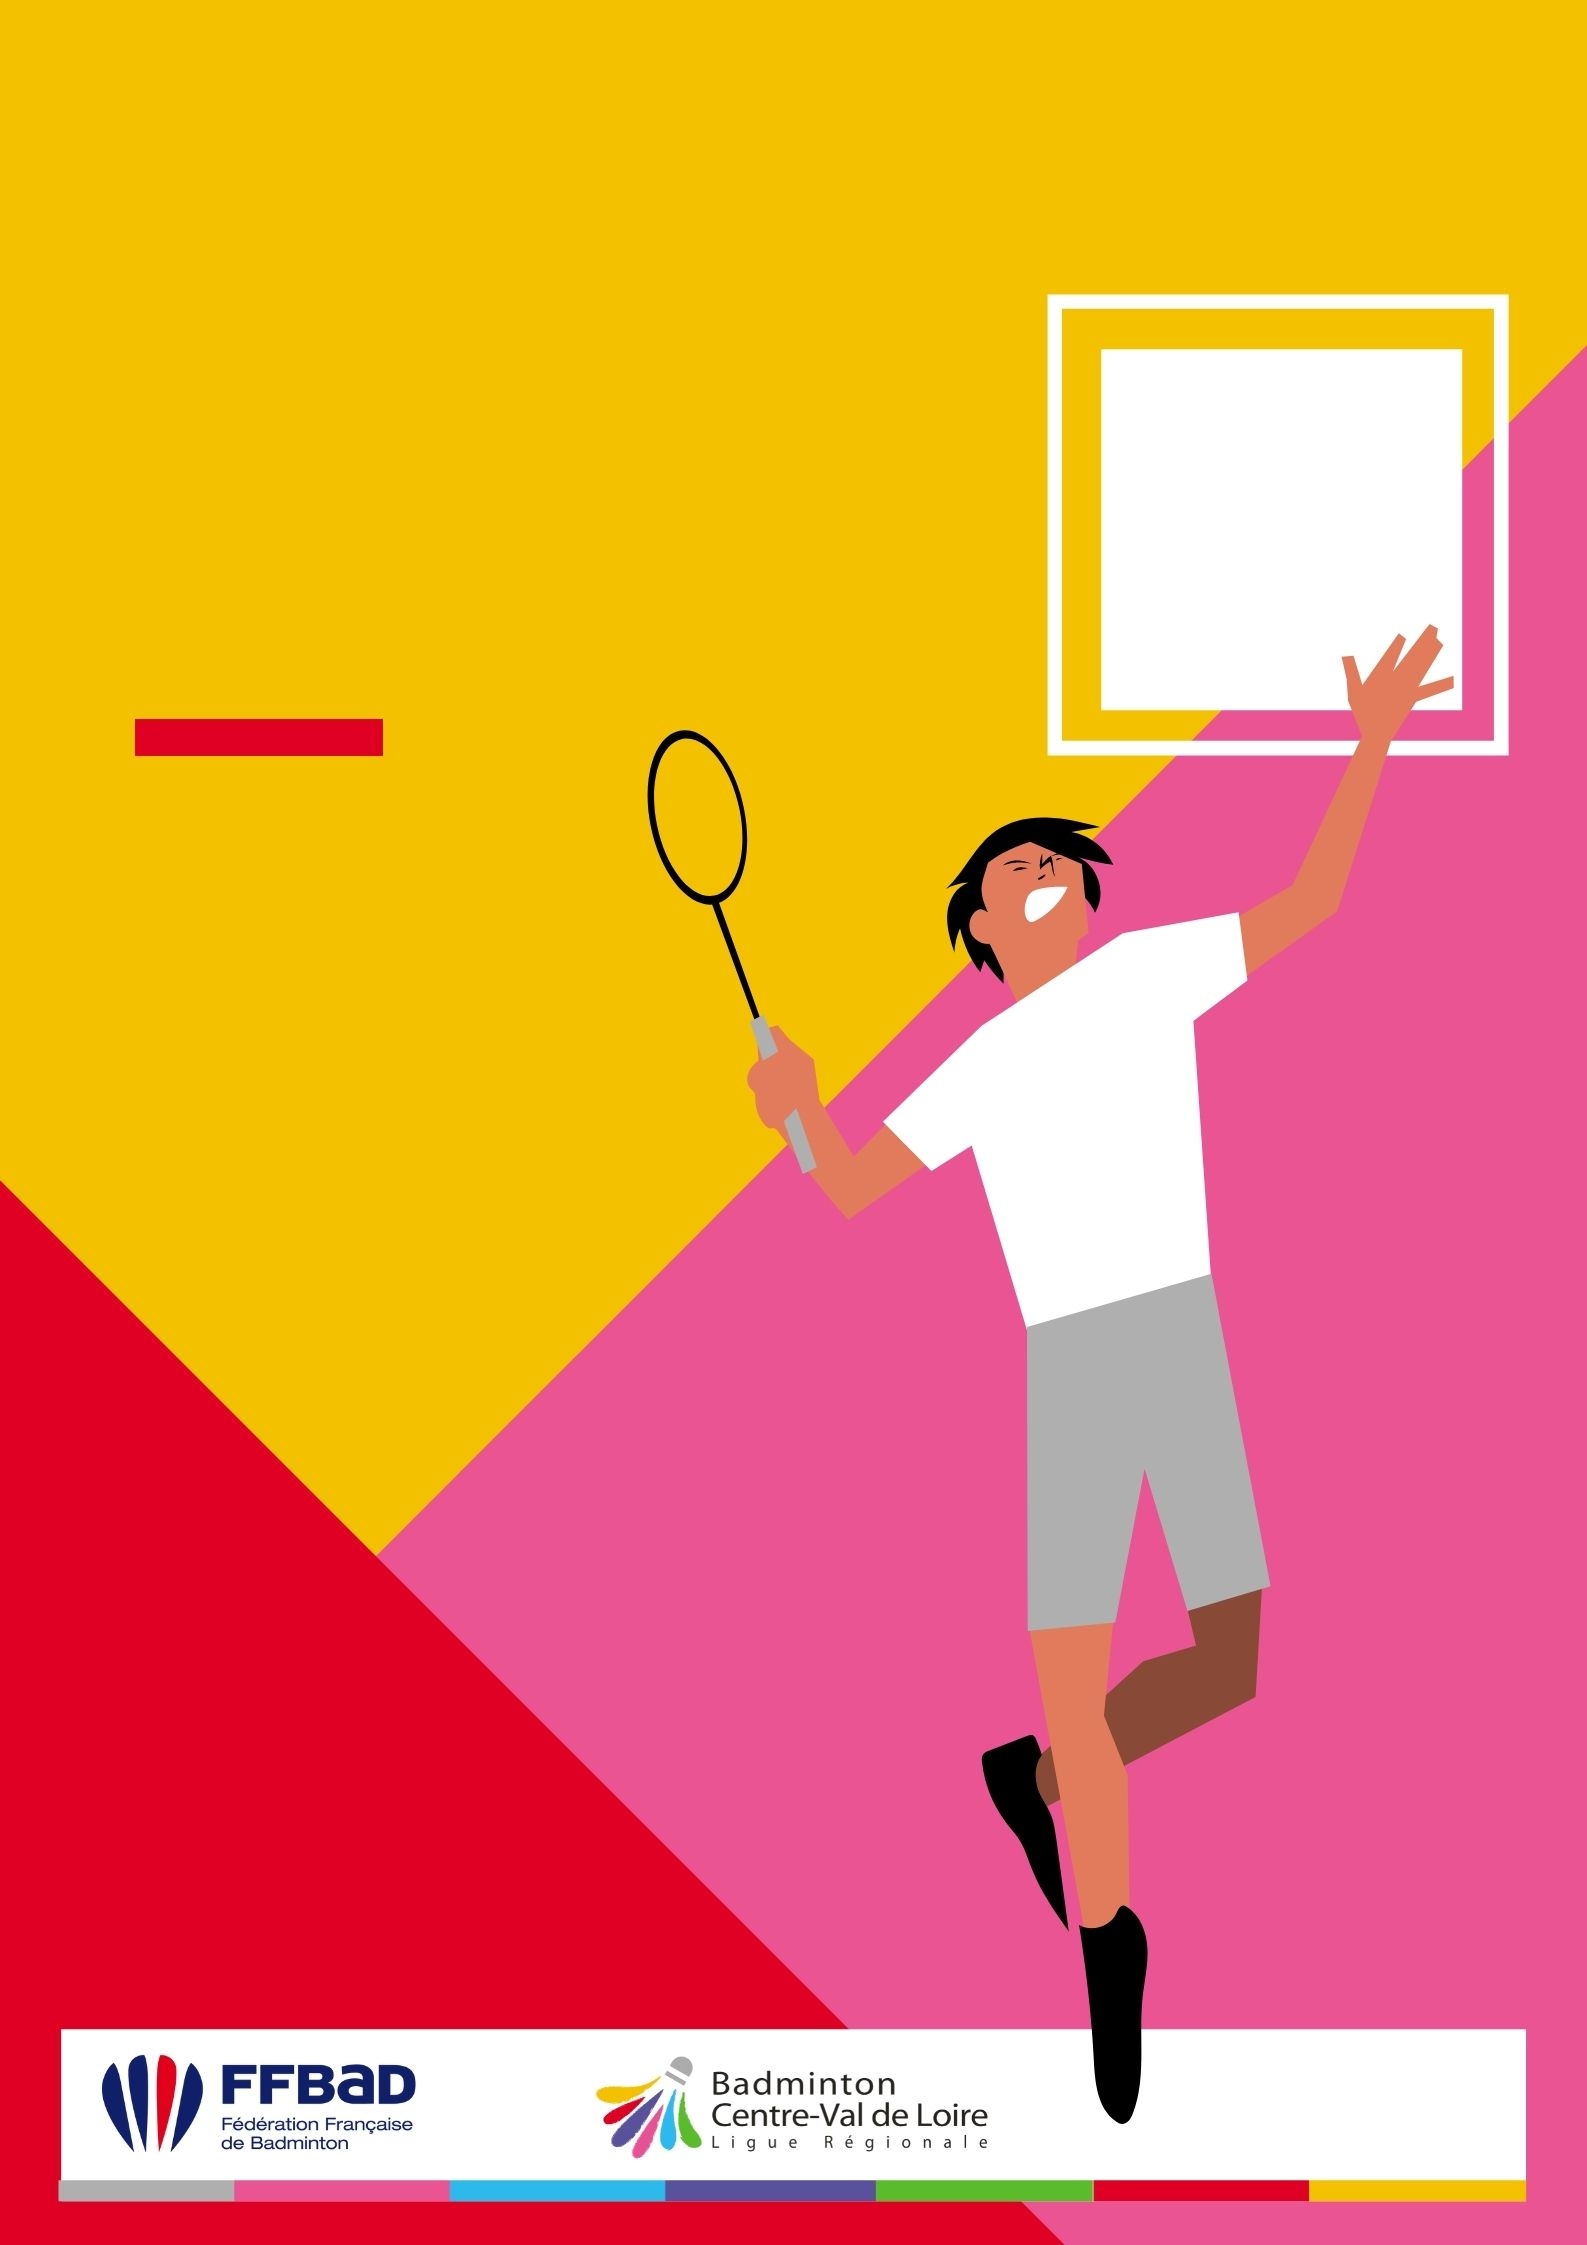 FFBaD
Fédération Française
de Badminton
Badminton
Centre-Val de Loire
Ligue Régionale